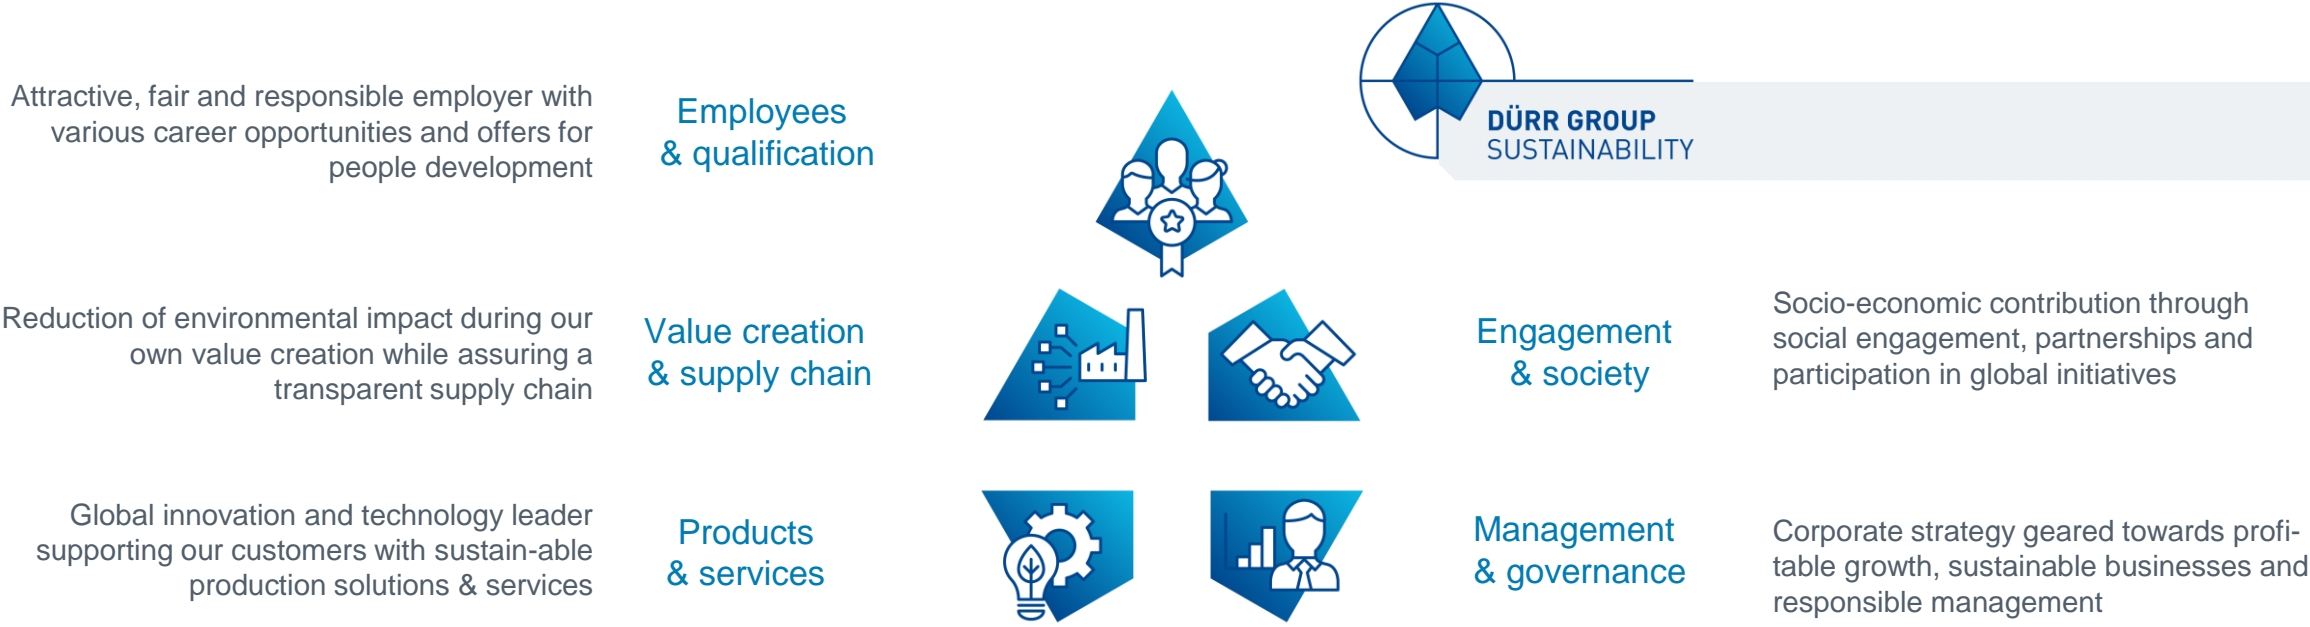 DÜRR GROUP
SUSTAINABILITY
Attractive, fair and responsible employer with
various career opportunities and offers for
people development
Employees
& qualification
Reduction of environmental impact during our
own value creation while assuring a
transparent supply chain
Value creation
& supply chain
Engagement
& society
Socio-economic contribution through
social engagement, partnerships and
participation in global initiatives
Global innovation and technology leader
supporting our customers with sustain-able
production solutions & services
Products
& services
Management
& governance
Corporate strategy geared towards profi-
table growth, sustainable businesses and
responsible management